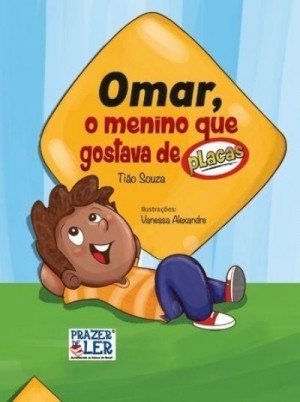 Omar,
o menino que
gostava de placas
Tião Souza
Ilustrações:
Vanessa Alexandre
PRAZER
DE
LER